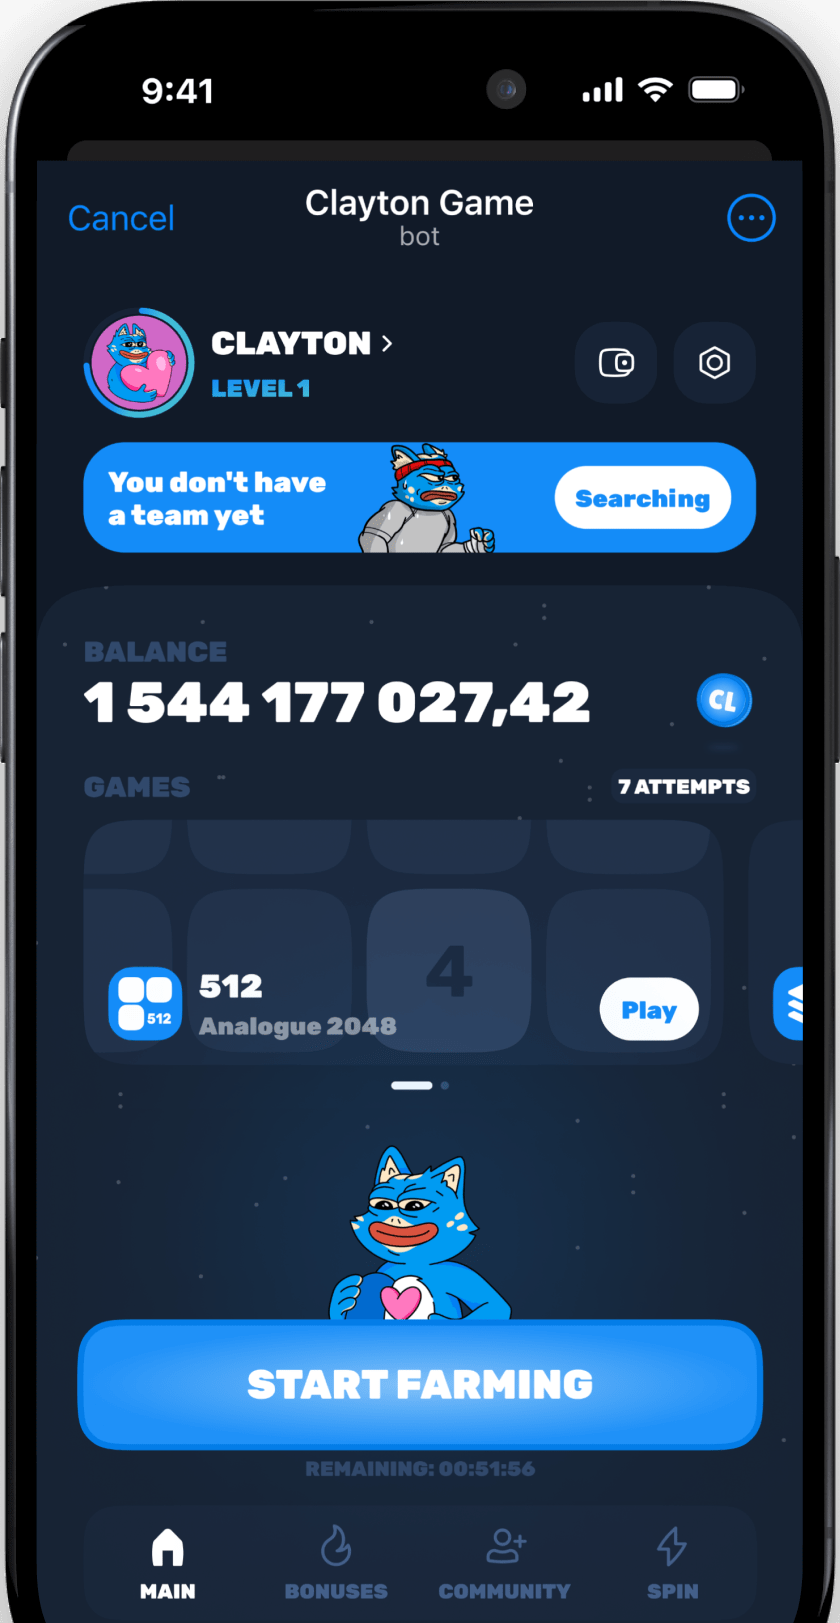 9:41
Cancel
Clayton Game
bot
CLAYTON
LEVEL 1
You don't have
a team yet
Searching
BALANCE
1 544 177 027,42
CL
GAMES
7 ATTEMPTS
4
512
512
Analogue 2048
Play
START FARMING
REMAINING: 00:51:56
MAIN
BONUSES
COMMUNITY
SPIN